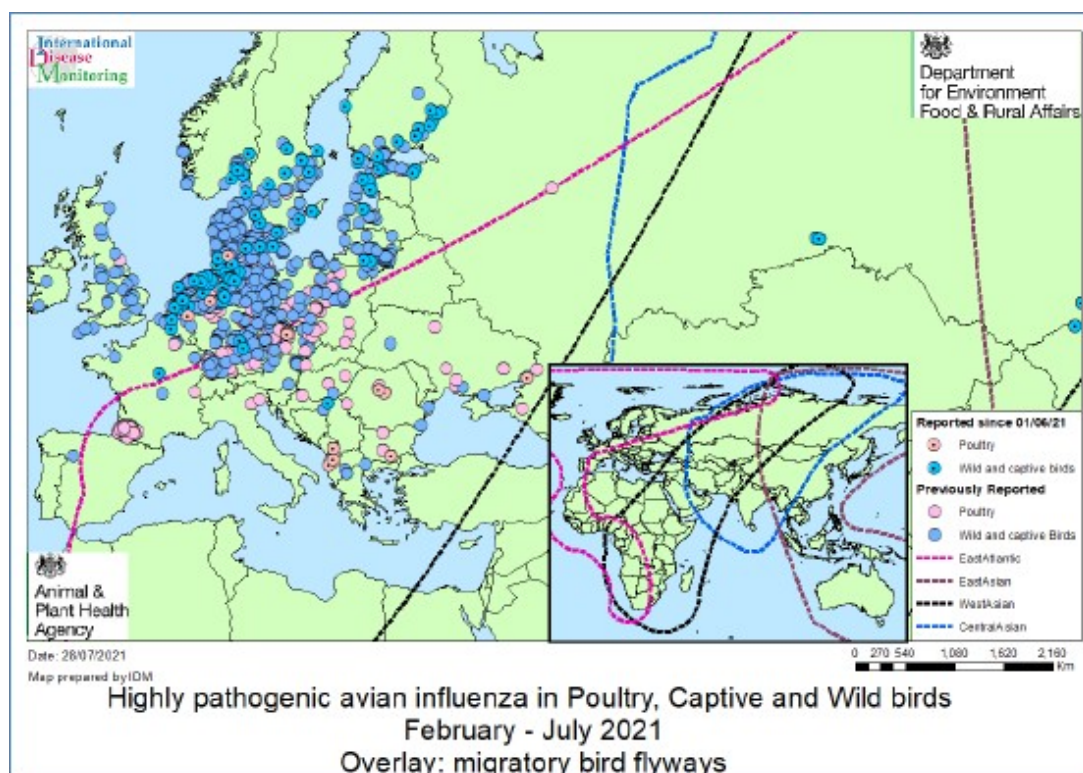 International
Disease
Monitoring
Department
for Environment
Food & Rural Affairs
Reported since 01/06/21
Poultry
Wild and captive birds
Previously Reported
Poultry
Wild and captive Birds
EastAtlantic
EastAsian
WestAsian
CentralAsian
Animal &
Plant Health
Agency
0 270 540 1,080 1,620 2,160
Km
Date: 28/07/2021
Map prepared by IDM
Highly pathogenic avian influenza in Poultry, Captive and Wild birds
February - July 2021
Overlay: migratory bird flyways